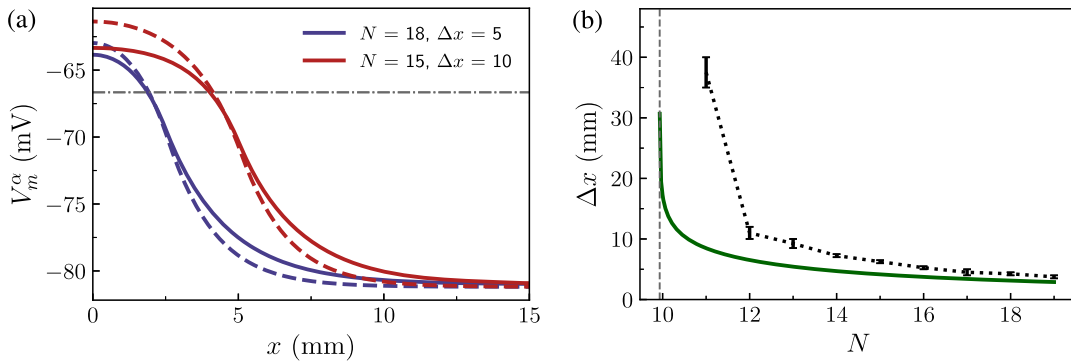 (a)
N = 18, Δx = 5
N = 15, Δx = 10
V_m^α (mV)
−65
−70
−75
−80
0
5
10
15
x (mm)
(b)
Δx (mm)
40
30
20
10
0
10
12
14
16
18
N